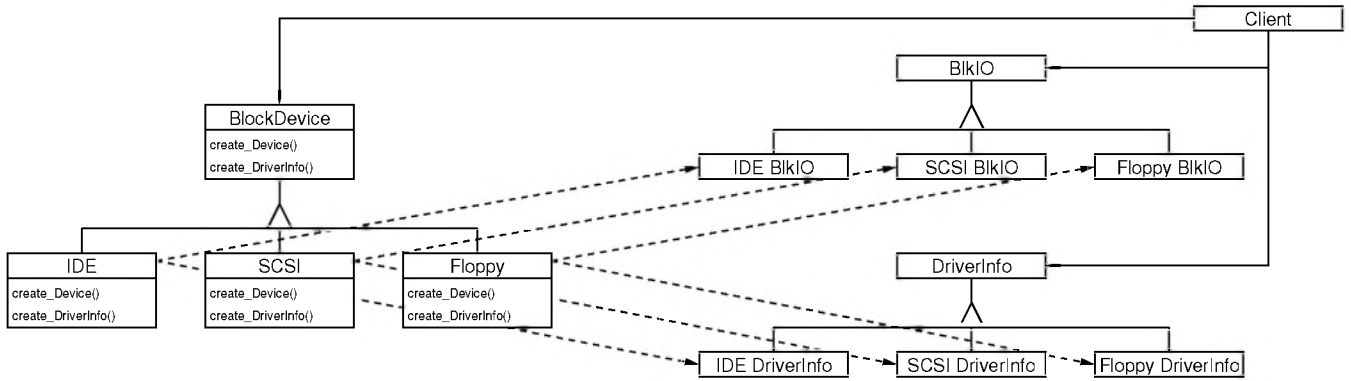 Client
BlkIO
BlockDevice
create_Device()
create_DriverInfo()
IDE BlkIO
SCSI BlkIO
Floppy BlkIO
IDE
create_Device()
create_DriverInfo()
SCSI
create_Device()
create_DriverInfo()
Floppy
create_Device()
create_DriverInfo()
DriverInfo
IDE DriverInfo
SCSI DriverInfo
Floppy DriverInfo